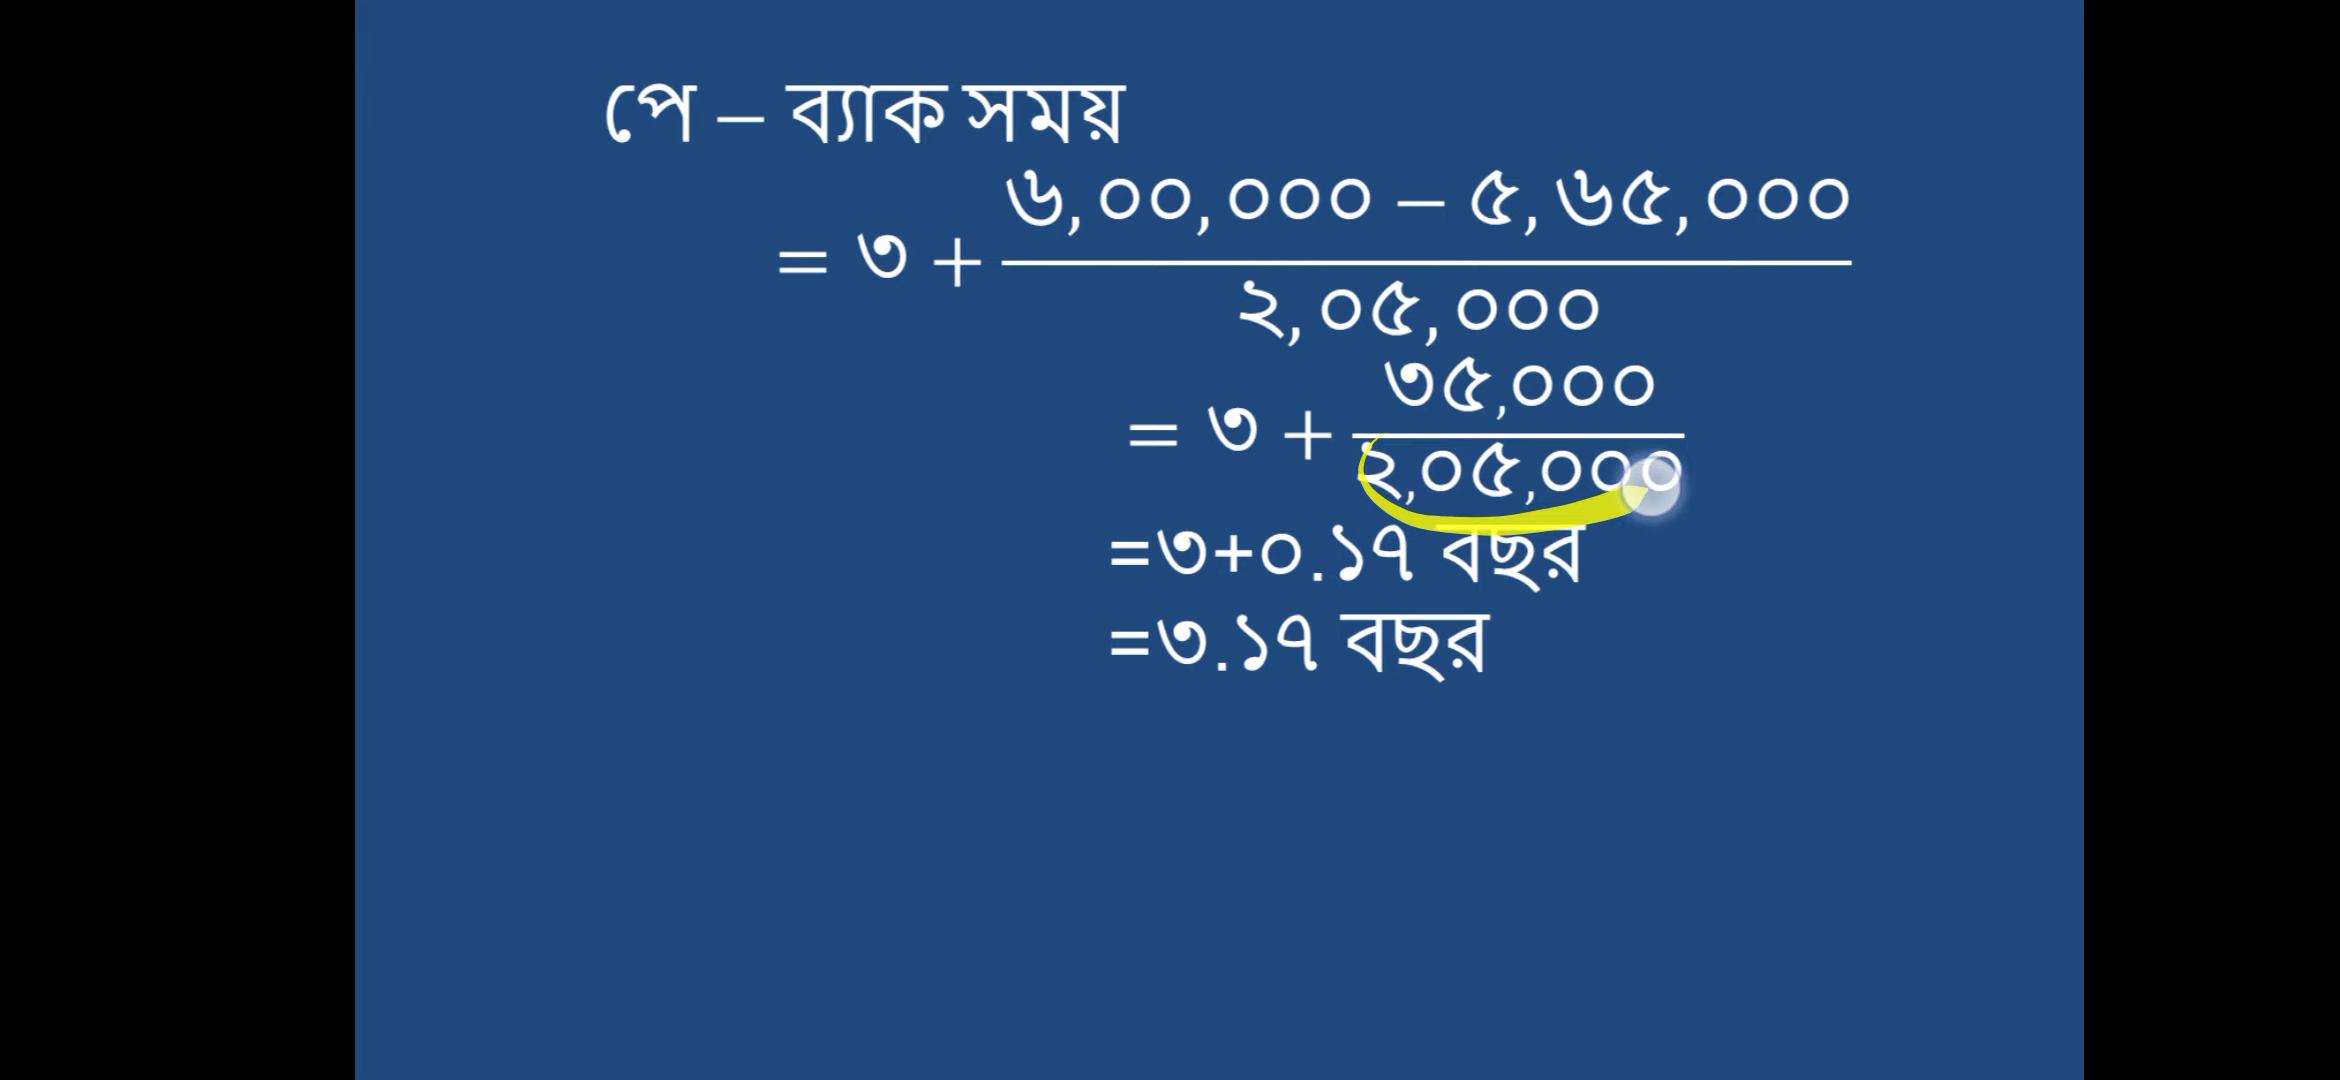 পে – ব্যাক সময়
= ৩ + ৬,০০,০০০ – ৫,৬৫,০০০ / ২,০৫,০০০
= ৩ + ৩৫,০০০ / ২,০৫,০০০
=৩+০.১৭ বছর
=৩.১৭ বছর